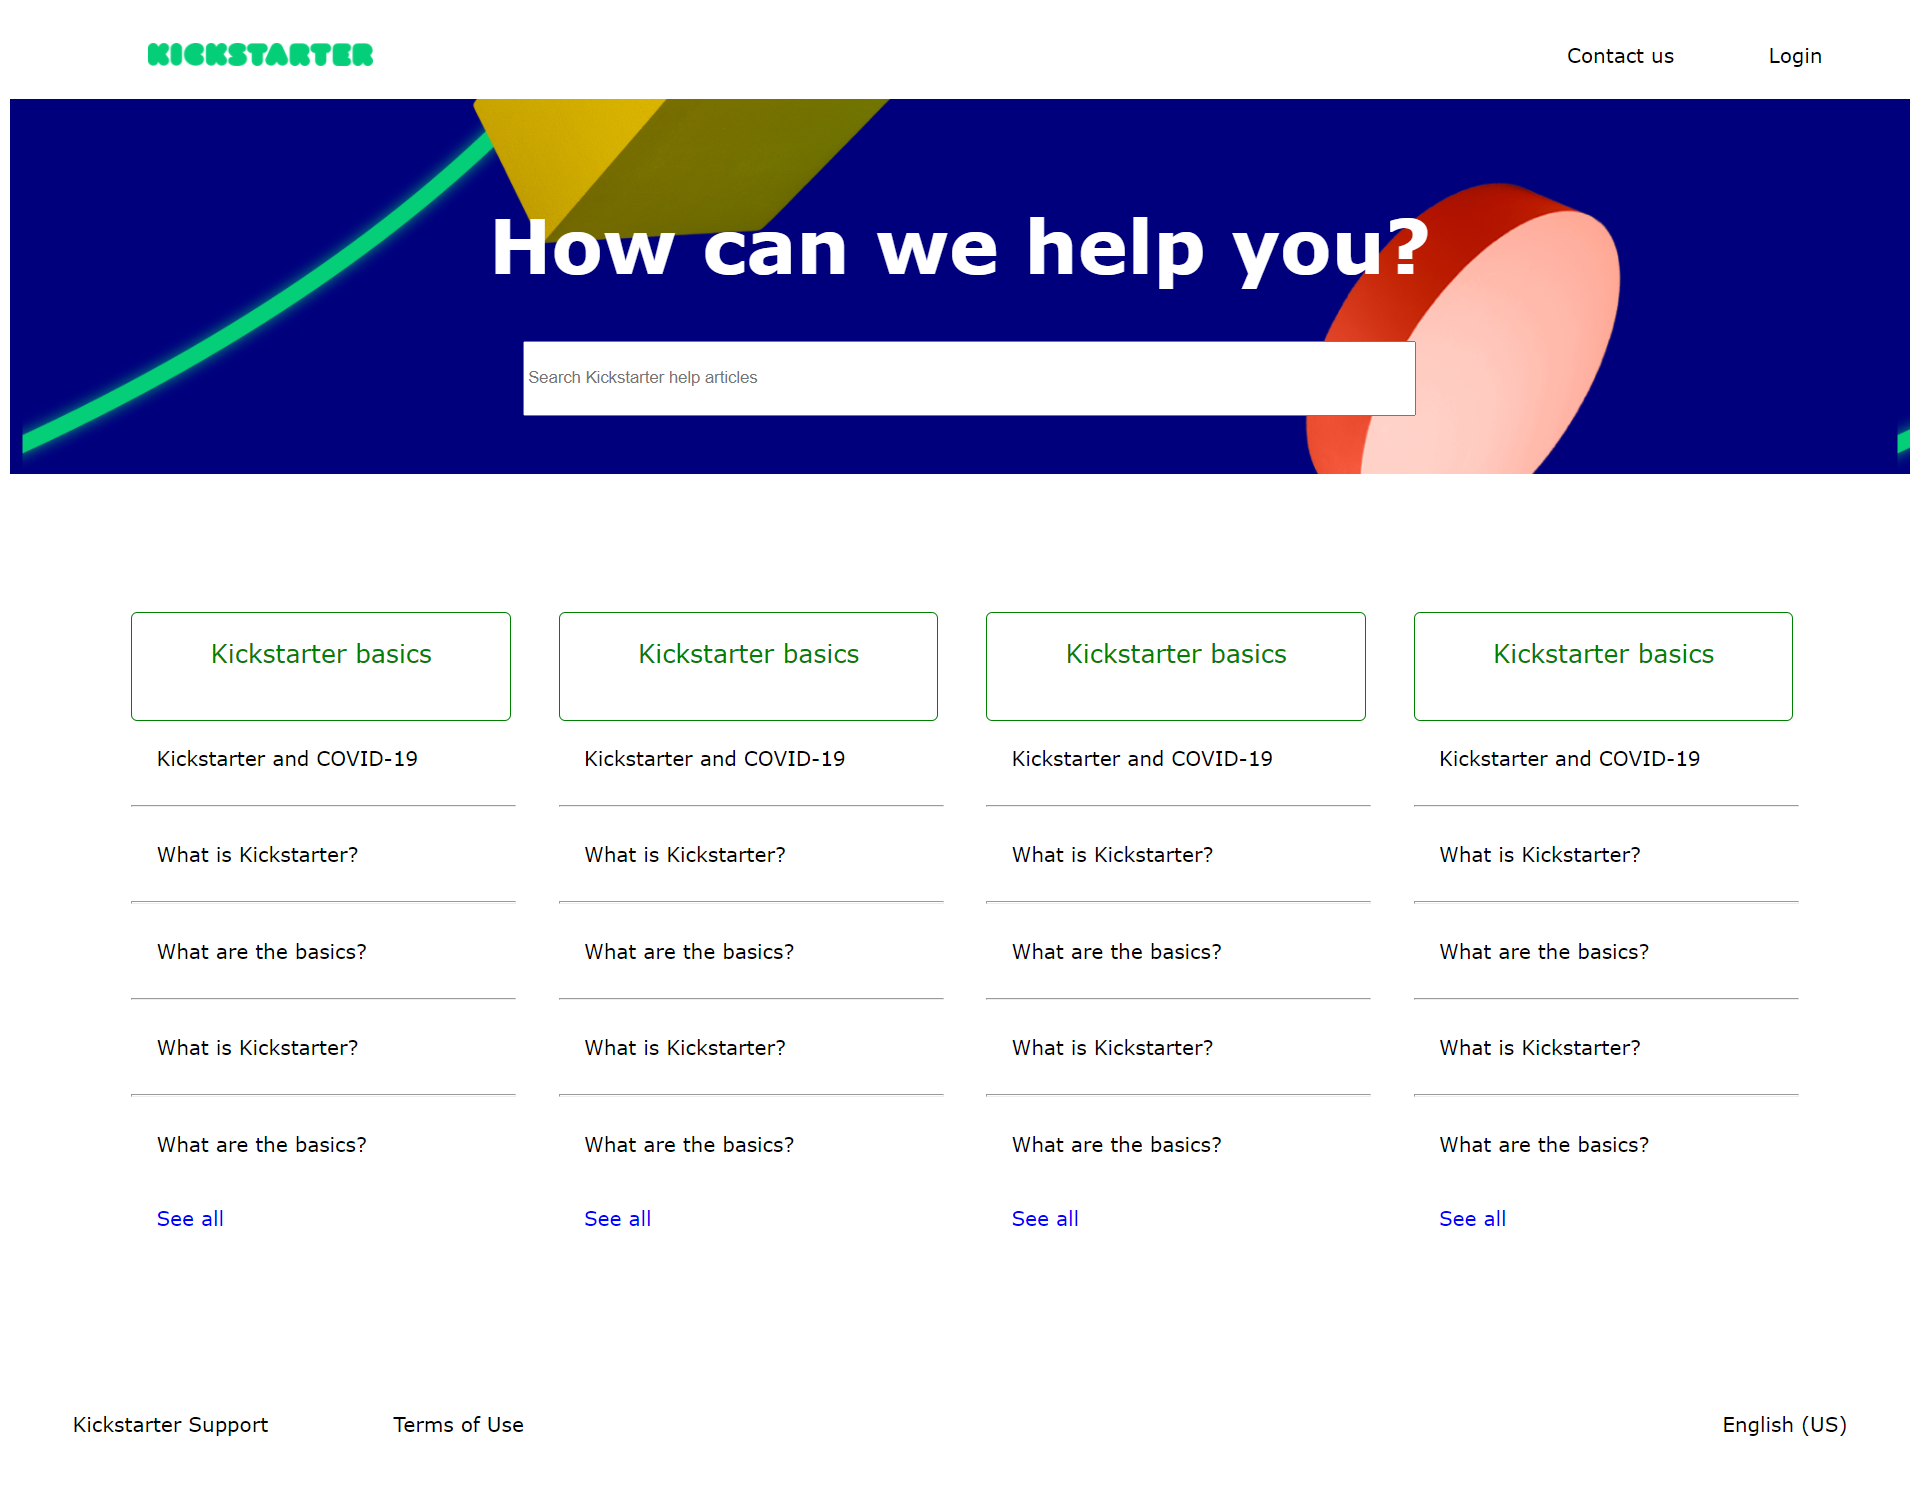 KICKSTARTER
Contact us
Login
How can we help you?
Search Kickstarter help articles
Kickstarter basics
Kickstarter and COVID-19
What is Kickstarter?
What are the basics?
What is Kickstarter?
What are the basics?
See all
Kickstarter basics
Kickstarter and COVID-19
What is Kickstarter?
What are the basics?
What is Kickstarter?
What are the basics?
See all
Kickstarter basics
Kickstarter and COVID-19
What is Kickstarter?
What are the basics?
What is Kickstarter?
What are the basics?
See all
Kickstarter basics
Kickstarter and COVID-19
What is Kickstarter?
What are the basics?
What is Kickstarter?
What are the basics?
See all
Kickstarter Support
Terms of Use
English (US)